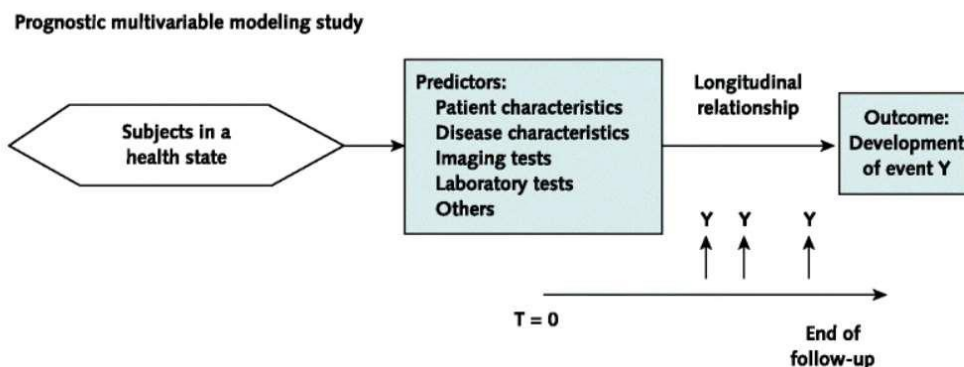 Prognostic multivariable modeling study
Subjects in a
health state
Predictors:
Patient characteristics
Disease characteristics
Imaging tests
Laboratory tests
Others
Longitudinal
relationship
Outcome:
Development
of event Y
Y Y Y
T = 0
End of
follow-up